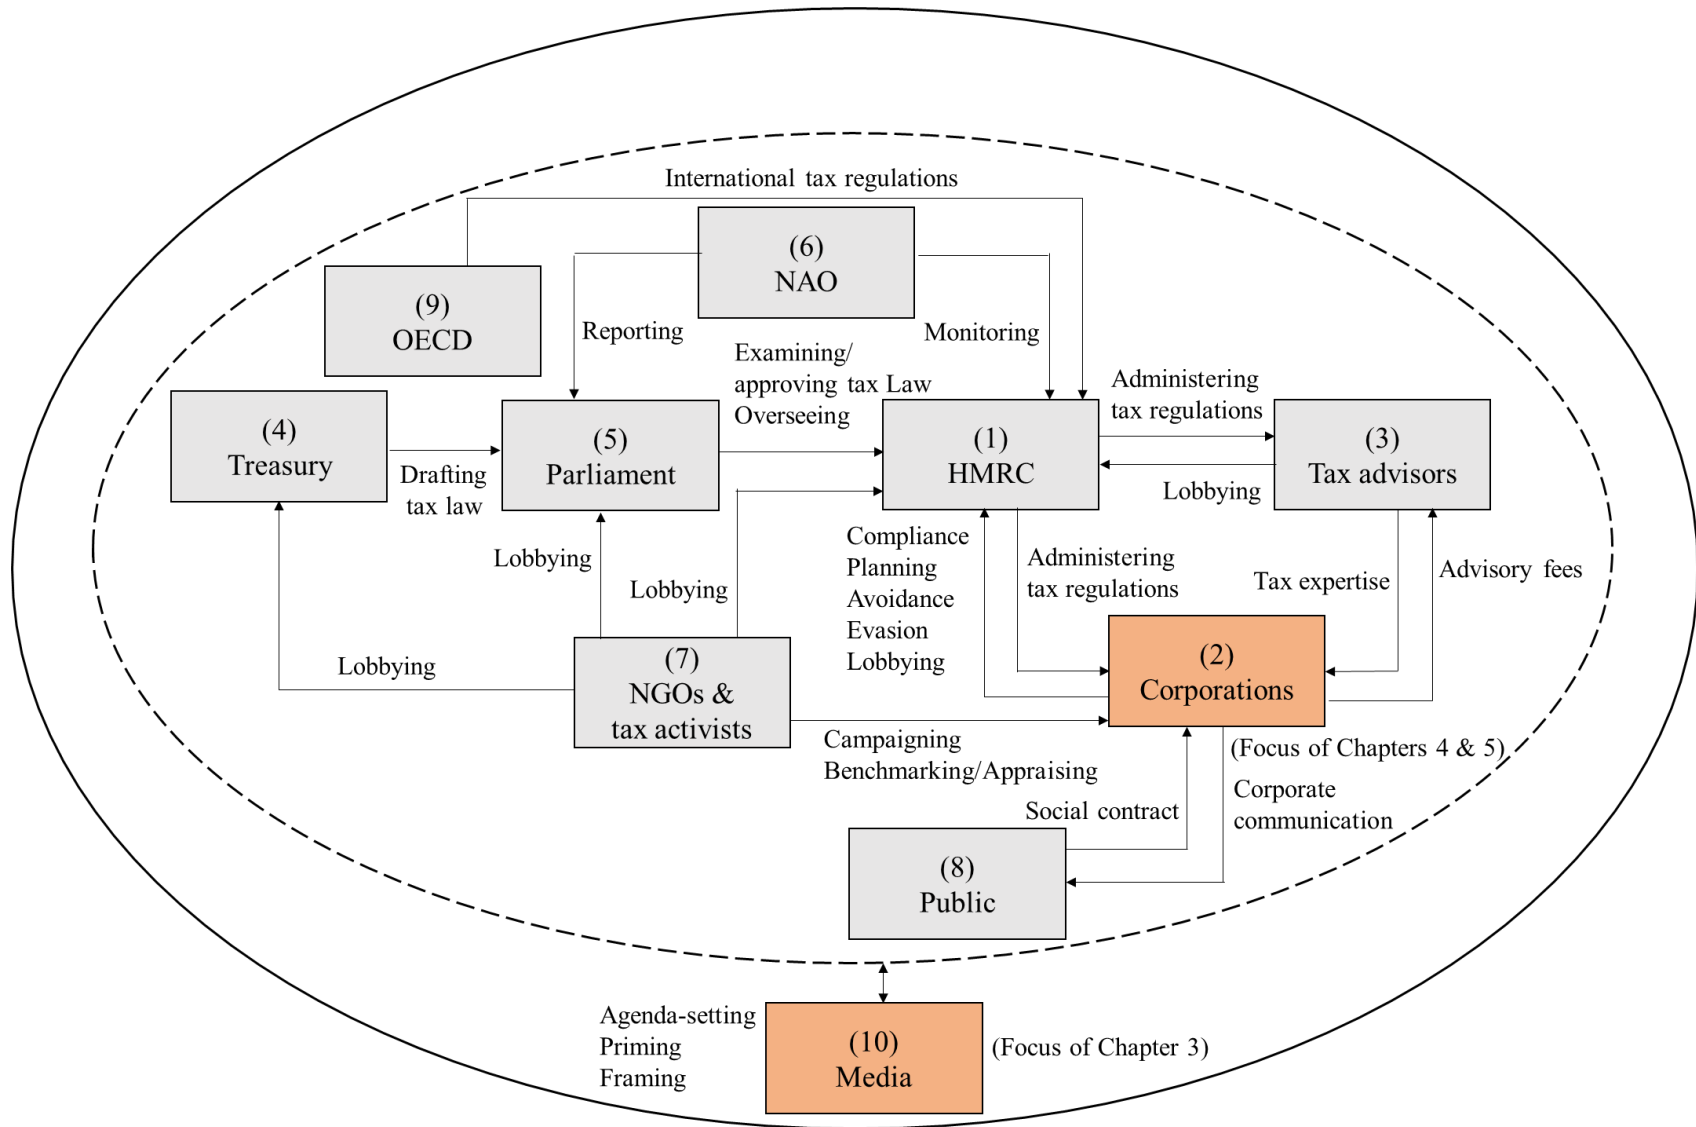 International tax regulations
(6)
NAO
(9)
OECD
Reporting
Monitoring
Examining/
approving tax Law
Overseeing
Administering
tax regulations
(4)
Treasury
Drafting
tax law
(5)
Parliament
(1)
HMRC
(3)
Tax advisors
Lobbying
Lobbying
Lobbying
Compliance
Planning
Avoidance
Evasion
Lobbying
Administering
tax regulations
Tax expertise
Advisory fees
Lobbying
(7)
NGOs &
tax activists
(2)
Corporations
Campaigning
Benchmarking/Appraising
(Focus of Chapters 4 & 5)
Social contract
Corporate
communication
(8)
Public
Agenda-setting
Priming
Framing
(10)
Media
(Focus of Chapter 3)